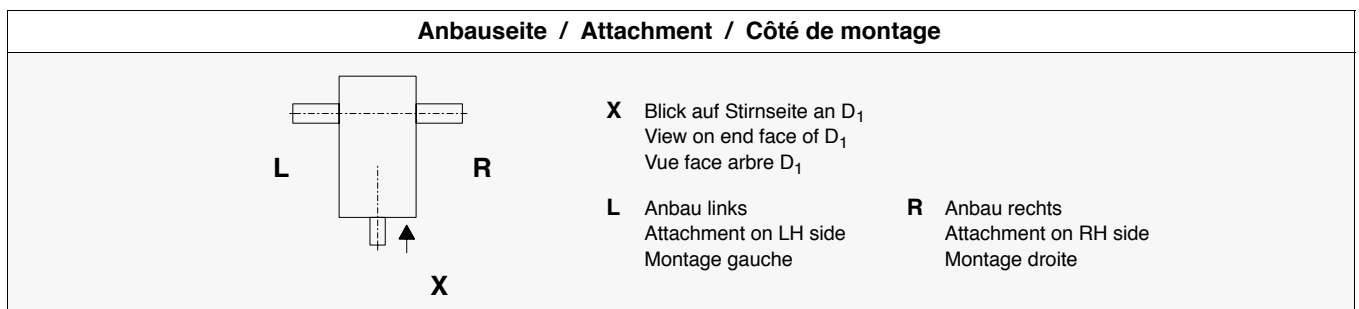 Anbauseite / Attachment / Côté de montage
L
R
X
X Blick auf Stirnseite an D₁
View on end face of D₁
Vue face arbre D₁
L Anbau links
Attachment on LH side
Montage gauche
R Anbau rechts
Attachment on RH side
Montage droite